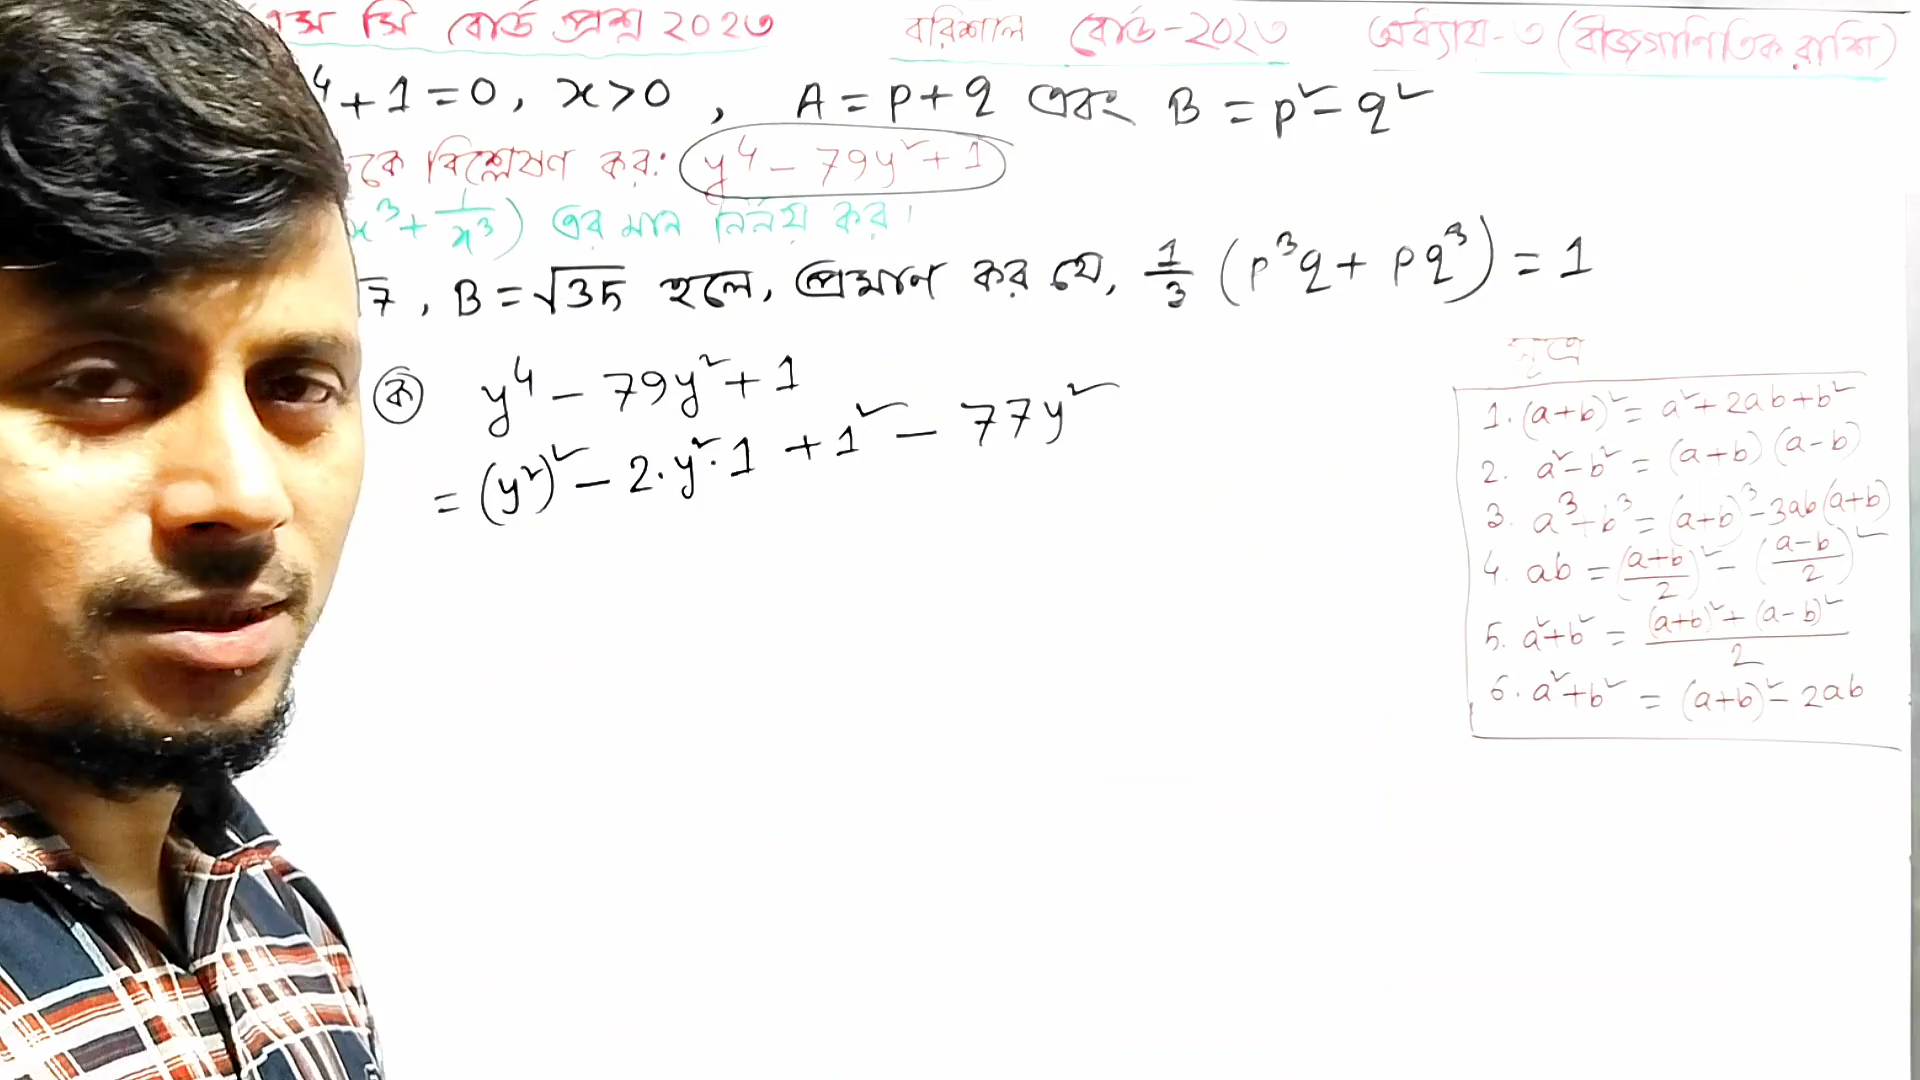 এস সি বোর্ড প্রশ্ন ২০২৩ বরিশাল বোর্ড-২০২৩ অধ্যায়-৩ (বীজগাণিতিক রাশি)
⁴+1=0, x>0 , A=p+q এবং B=p²-q²
কে বিশ্লেষণ কর: y⁴-79y²+1
x³+1/x³) এর মান নির্নয় কর।
√7, B=√35 হলে, প্রমাণ কর যে, 1/3 (p³q+pq³)=1
ক y⁴-79y²+1
=(y²)²-2.y².1+1²-77y²
সূত্র
1. (a+b)²=a²+2ab+b²
2. a²-b²=(a+b)(a-b)
3. a³+b³=(a+b)³-3ab(a+b)
4. ab=(a+b/2)²-(a-b/2)²
5. a²+b²=(a+b)²+(a-b)²/2
6. a²+b²=(a+b)²-2ab